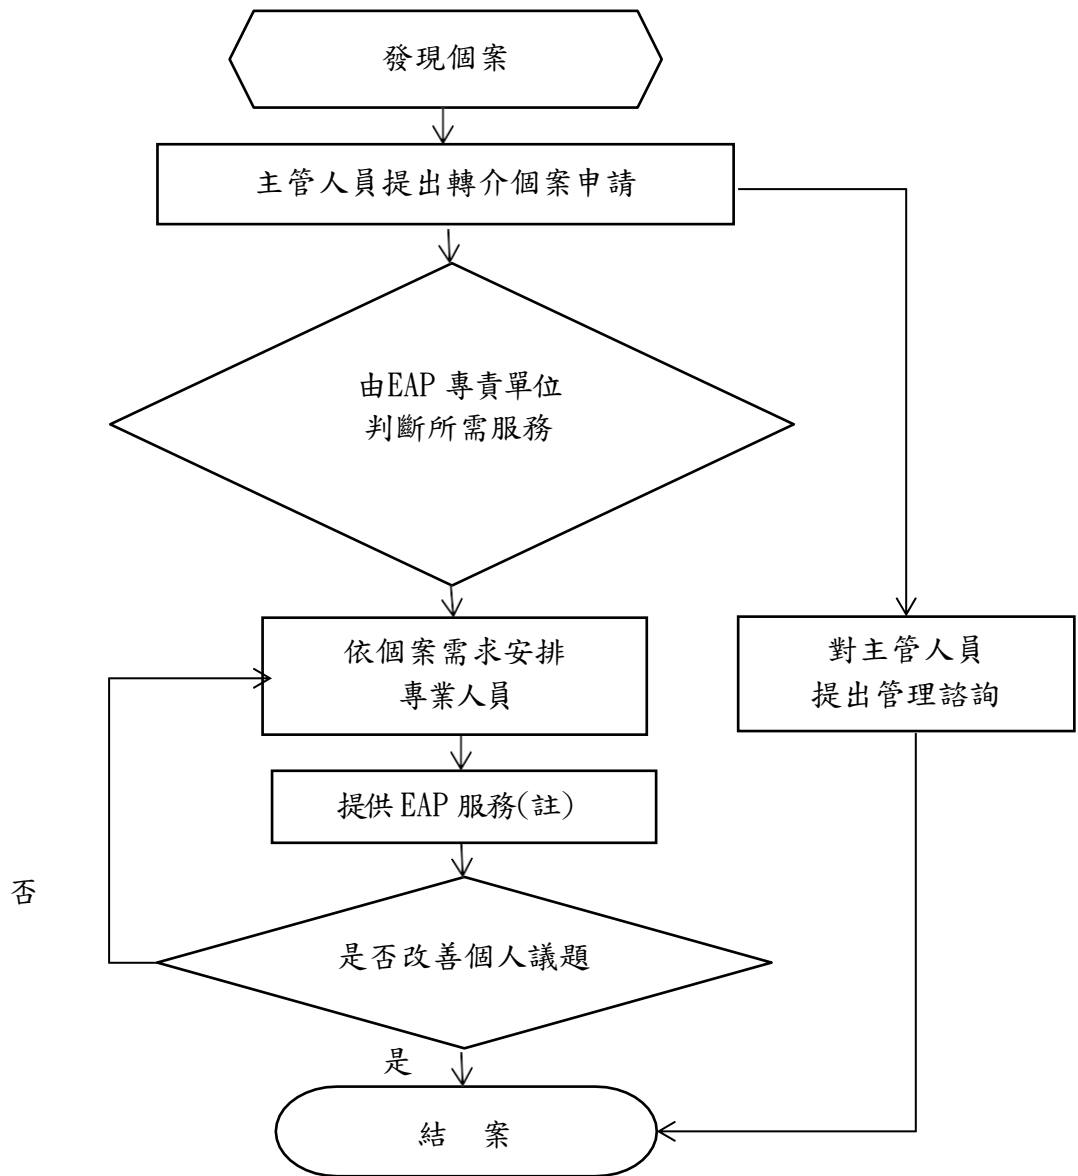 發現個案
主管人員提出轉介個案申請
由EAP 專責單位
判斷所需服務
依個案需求安排
專業人員
對主管人員
提出管理諮詢
提供 EAP 服務(註)
否
是否改善個人議題
是
結 案